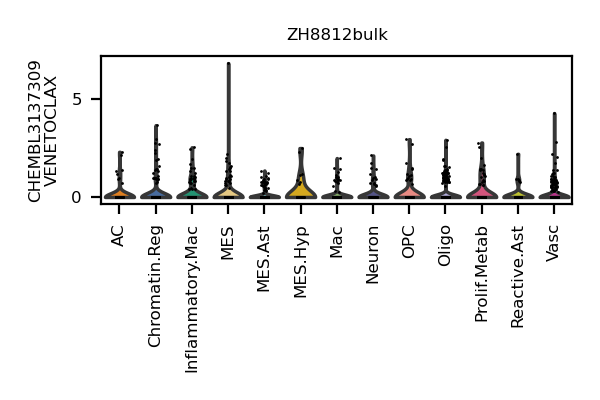 ZH8812bulk
CHEMBL3137309
VENETOCLAX
5
0
AC
Chromatin.Reg
Inflammatory.Mac
MES
MES.Ast
MES.Hyp
Mac
Neuron
OPC
Oligo
Prolif.Metab
Reactive.Ast
Vasc